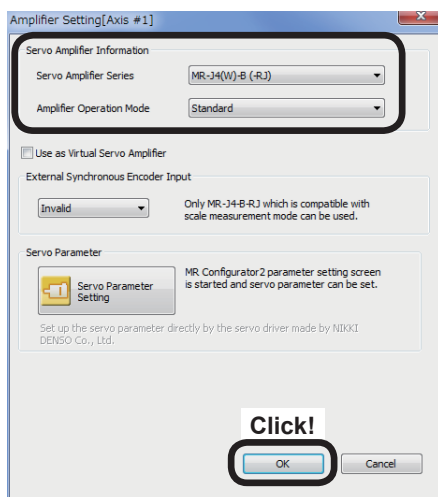 Amplifier Setting[Axis #1]
Servo Amplifier Information
Servo Amplifier Series
MR-J4(W)-B (-RJ)
Amplifier Operation Mode
Standard
Use as Virtual Servo Amplifier
External Synchronous Encoder Input
Invalid
Only MR-J4-B-RJ which is compatible with
scale measurement mode can be used.
Servo Parameter
Servo Parameter
Setting
MR Configurator2 parameter setting screen
is started and servo parameter can be set.
Set up the servo parameter directly by the servo driver made by NIKKI
DENSO Co., Ltd.
Click!
OK
Cancel